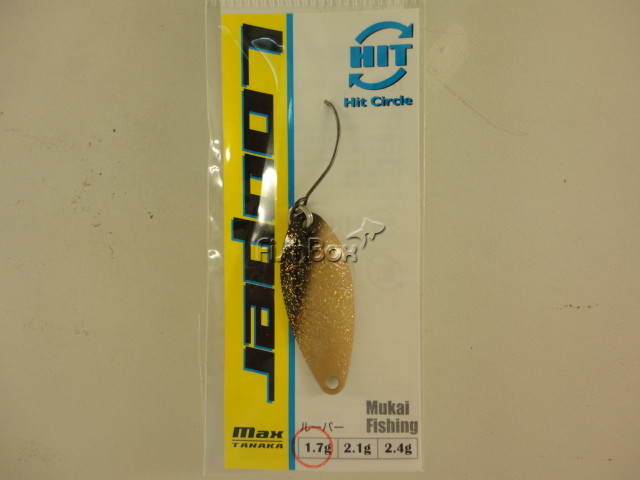 Looper
HIT
Hit Circle
FishBox
ルーパー
Mukai
Fishing
max
TANAKA
1.7g 2.1g 2.4g